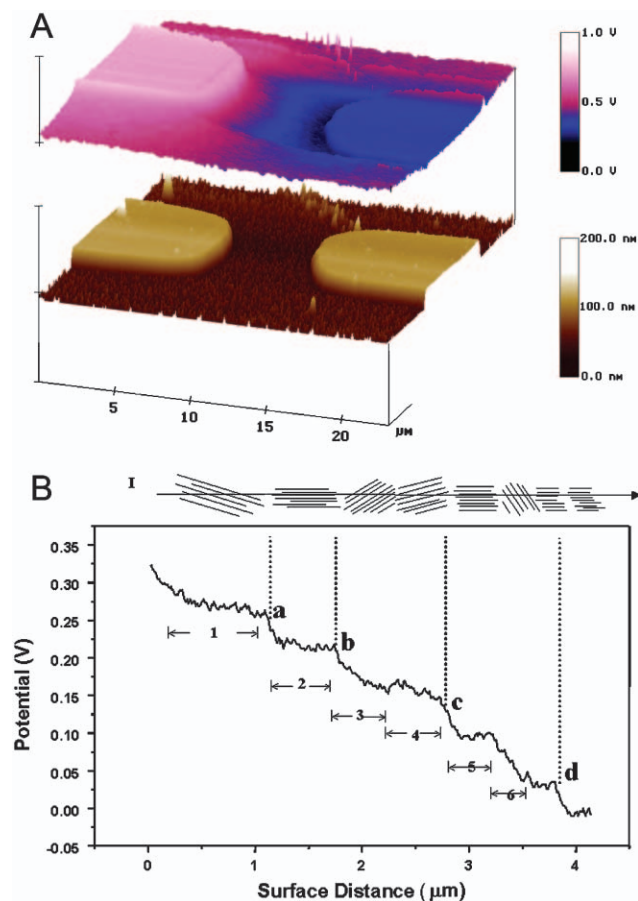 A
1.0 V
0.5 V
0.0 V
200.0 nm
100.0 nm
0.0 nm
5
10
15
20
μM
B
I
0.35
0.30
0.25
0.20
0.15
0.10
0.05
0.00
-0.05
Potential (V)
a
b
c
d
1
2
3
4
5
6
0
1
2
3
4
Surface Distance ( μm)